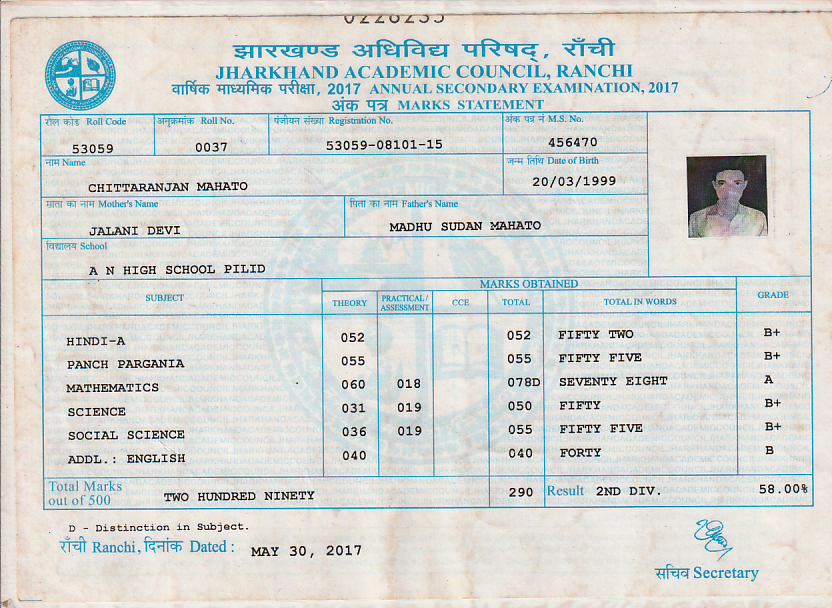 झारखण्ड अधिविद्य परिषद्, राँची
JHARKHAND ACADEMIC COUNCIL, RANCHI
वार्षिक माध्यमिक परीक्षा, 2017 ANNUAL SECONDARY EXAMINATION, 2017
अंक पत्र MARKS STATEMENT
रौल कोड Roll Code अनुक्रमांक Roll No. पंजीयन संख्या Registration No. अंक पत्र नं M.S. No.
53059 0037 53059-08101-15 456470
नाम Name जन्म तिथि Date of Birth
CHITTARANJAN MAHATO 20/03/1999
माता का नाम Mother's Name पिता का नाम Father's Name
JALANI DEVI MADHU SUDAN MAHATO
विद्यालय School
A N HIGH SCHOOL PILID
SUBJECT MARKS OBTAINED GRADE
THEORY PRACTICAL/ ASSESSMENT CCE TOTAL TOTAL IN WORDS
HINDI-A 052 052 FIFTY TWO B+
PANCH PARGANIA 055 055 FIFTY FIVE B+
MATHEMATICS 060 018 078D SEVENTY EIGHT A
SCIENCE 031 019 050 FIFTY B+
SOCIAL SCIENCE 036 019 055 FIFTY FIVE B+
ADDL.: ENGLISH 040 040 FORTY B
Total Marks out of 500 TWO HUNDRED NINETY 290 Result 2ND DIV. 58.00%
D - Distinction in Subject.
राँची Ranchi, दिनांक Dated : MAY 30, 2017
सचिव Secretary